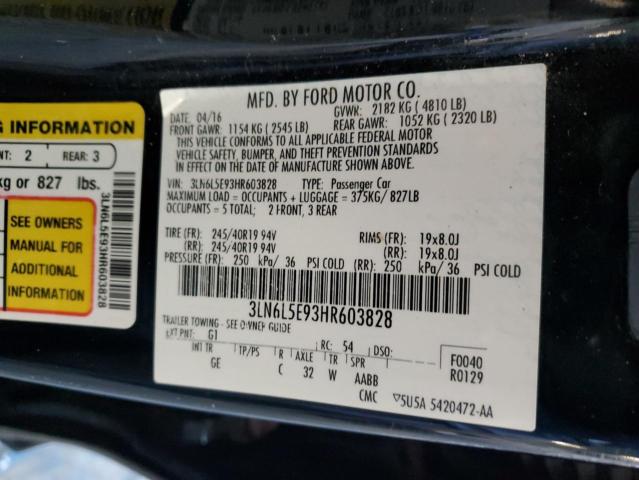 G INFORMATION
NT: 2 REAR: 3
kg or 827 lbs.
SEE OWNERS
MANUAL FOR
AOOITIONAL
INFORMATION
3LN6L5E93HR603828
MFD. BY FORD MOTOR CO.
DATE: 04/16 GVWR: 2182 KG (4810 LB)
FRONT GAWR: 1154 KG (2545 LB) REAR GAWR: 1052 KG (2320 LB)
THIS VEHICLE CONFORMS TO ALL APPLICABLE FEDERAL MOTOR
VEHICLE SAFETY, BUMPER, AND THEFT PREVENTION STANDARDS
IN EFFECT ON THE DATE OF MANUFACTURE SHOWN ABOVE.
VIN: 3LN6L5E93HR603828 TYPE: Passenger Car
MAXIMUM LOAD = OCCUPANTS + LUGGAGE = 375KG/ 827LB
OCCUPANTS = 5 TOTAL; 2 FRONT, 3 REAR
TIRE (FR): 245/40R19 94V RIMS (FR): 19x8.0J
(RR): 245/40R19 94V (RR): 19x8.0J
PRESSURE (FR): 250 kPa/ 36 PSI COLD (RR): 250 kPa/ 36 PSI COLD
3LN6L5E93HR603828
TRAILER TOWING - SEE OWNER GUIDE
EXT PNT: G1 RC: 54 DSO: F0040
INT TR TP/PS R AXLE TR SPR R0129
GE C 32 W AABB
CMC 5U5A 5420472-AA